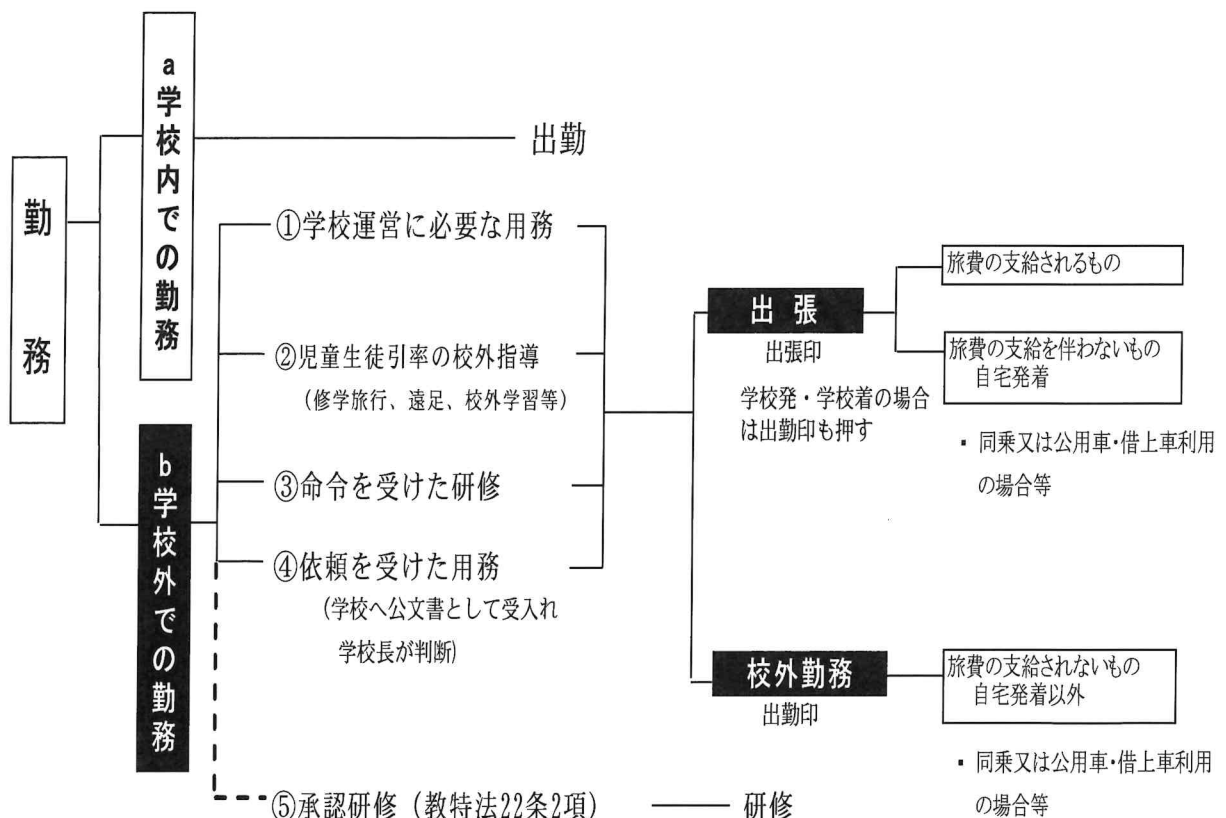 勤務
a学校内での勤務
出勤
b学校外での勤務
①学校運営に必要な用務
②児童生徒引率の校外指導
（修学旅行、遠足、校外学習等）
③命令を受けた研修
④依頼を受けた用務
（学校へ公文書として受入れ
学校長が判断）
⑤承認研修（教特法22条2項）
研修
出張
出張印
学校発・学校着の場合
は出勤印も押す
旅費の支給されるもの
旅費の支給を伴わないもの
自宅発着
▪ 同乗又は公用車・借上車利用
の場合等
校外勤務
出勤印
旅費の支給されないもの
自宅発着以外
▪ 同乗又は公用車・借上車利用
の場合等